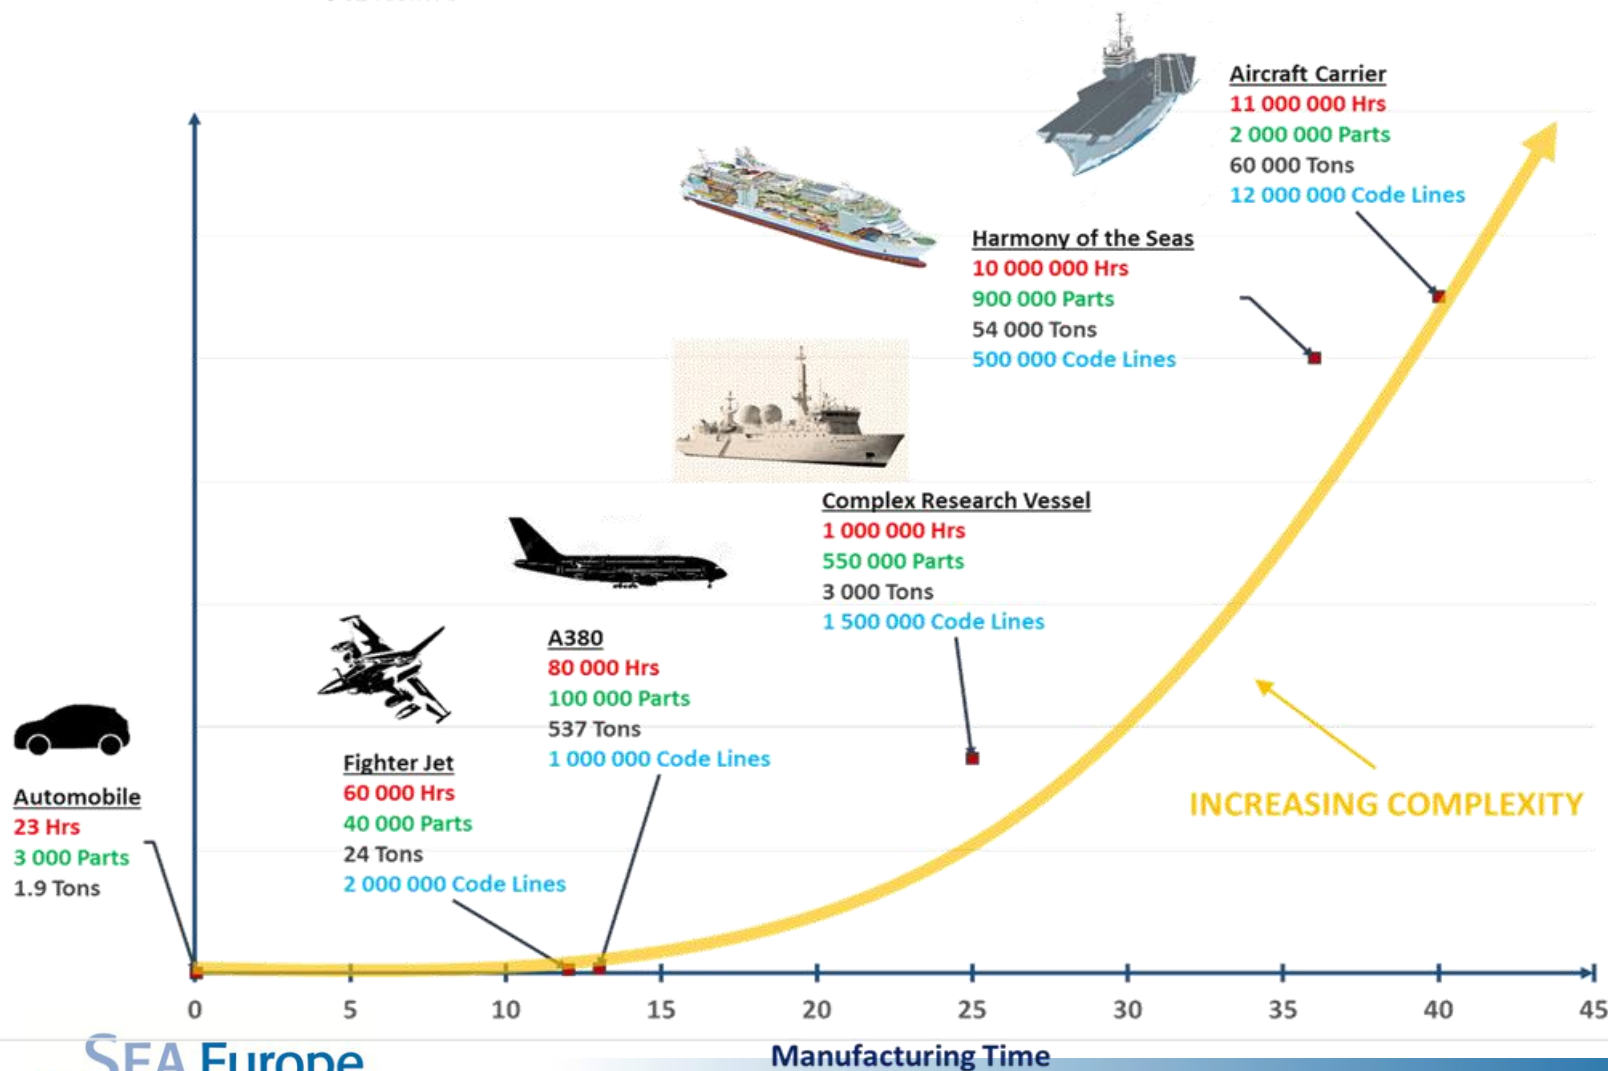 Aircraft Carrier
11 000 000 Hrs
2 000 000 Parts
60 000 Tons
12 000 000 Code Lines
Harmony of the Seas
10 000 000 Hrs
900 000 Parts
54 000 Tons
500 000 Code Lines
Complex Research Vessel
1 000 000 Hrs
550 000 Parts
3 000 Tons
1 500 000 Code Lines
A380
80 000 Hrs
100 000 Parts
537 Tons
1 000 000 Code Lines
Fighter Jet
60 000 Hrs
40 000 Parts
24 Tons
2 000 000 Code Lines
Automobile
23 Hrs
3 000 Parts
1.9 Tons
INCREASING COMPLEXITY
0 5 10 15 20 25 30 35 40 45
Manufacturing Time
SEA Europe